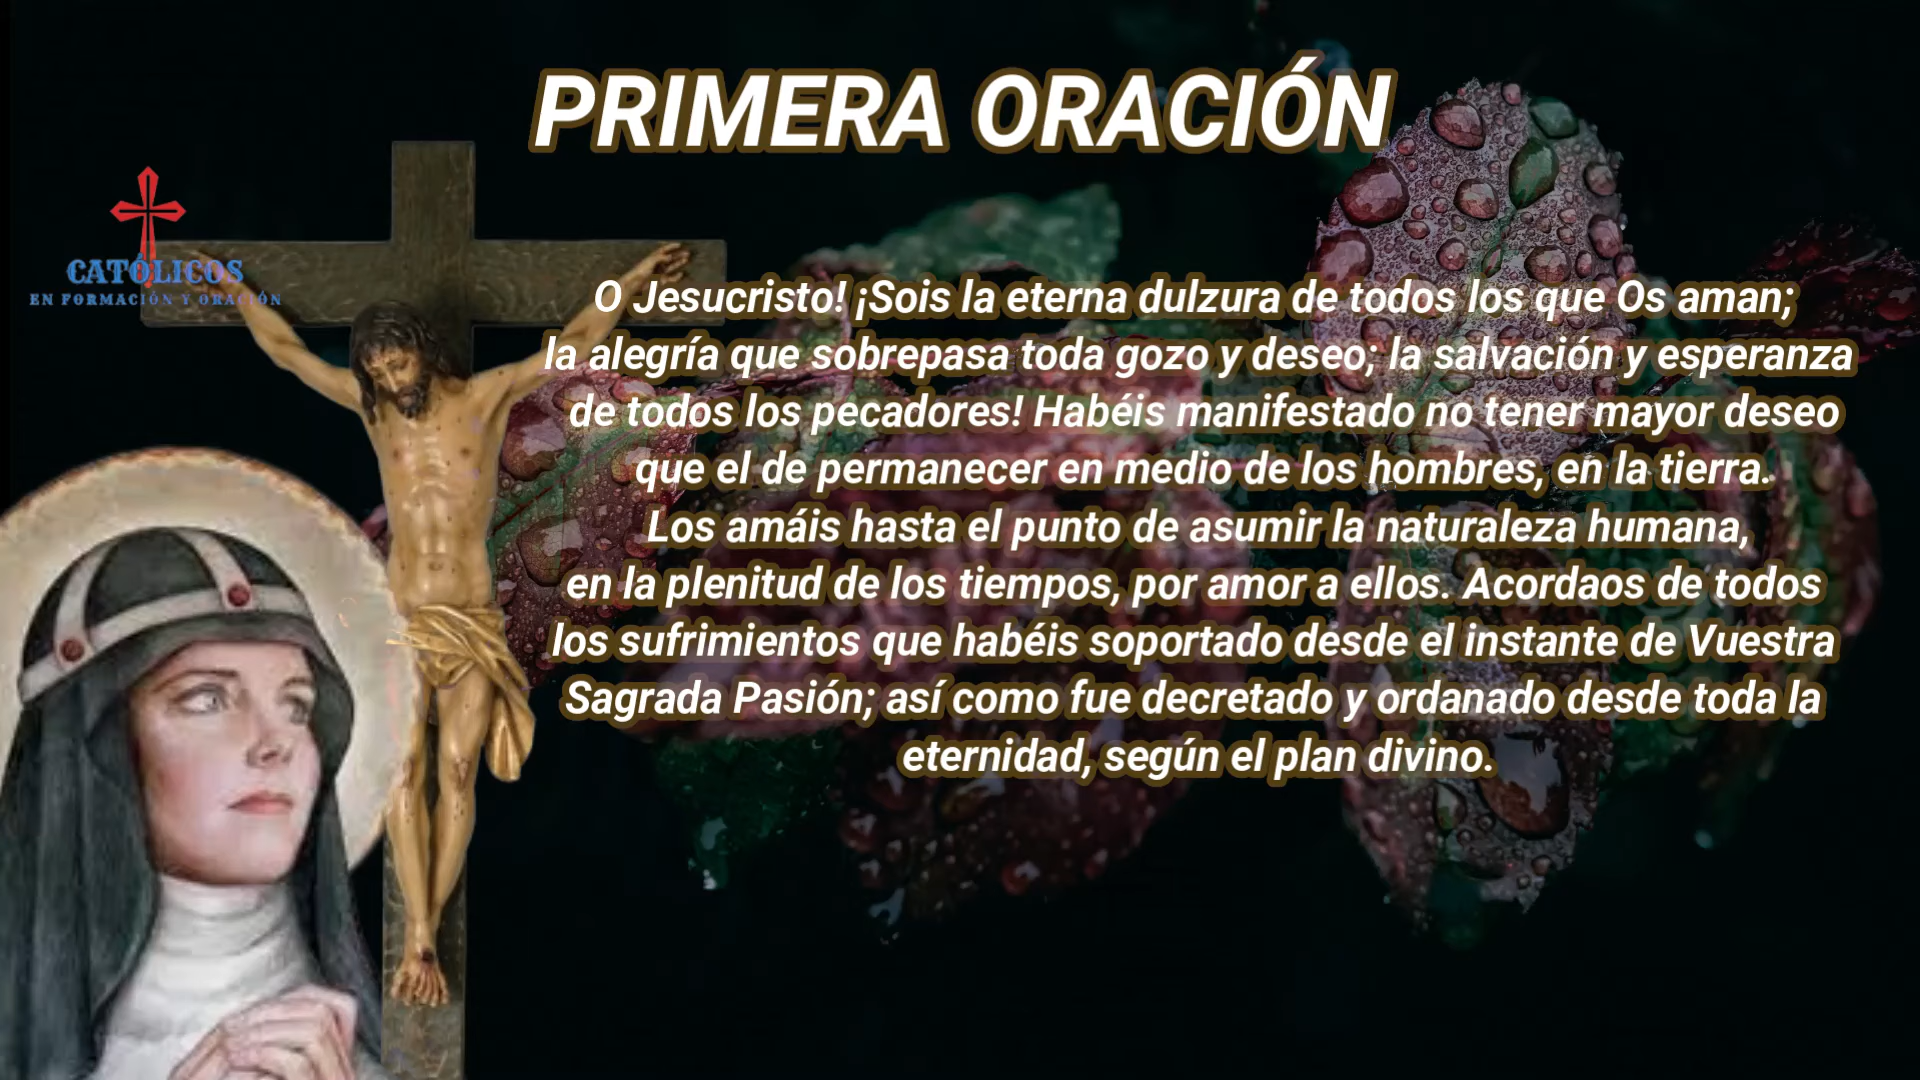 PRIMERA ORACIÓN
CATÓLICOS
EN FORMACIÓN Y ORACIÓN
O Jesucristo! ¡Sois la eterna dulzura de todos los que Os aman;
la alegría que sobrepasa toda gozo y deseo; la salvación y esperanza
de todos los pecadores! Habéis manifestado no tener mayor deseo
que el de permanecer en medio de los hombres, en la tierra.
Los amáis hasta el punto de asumir la naturaleza humana,
en la plenitud de los tiempos, por amor a ellos. Acordaos de todos
los sufrimientos que habéis soportado desde el instante de Vuestra
Sagrada Pasión; así como fue decretado y ordanado desde toda la
eternidad, según el plan divino.